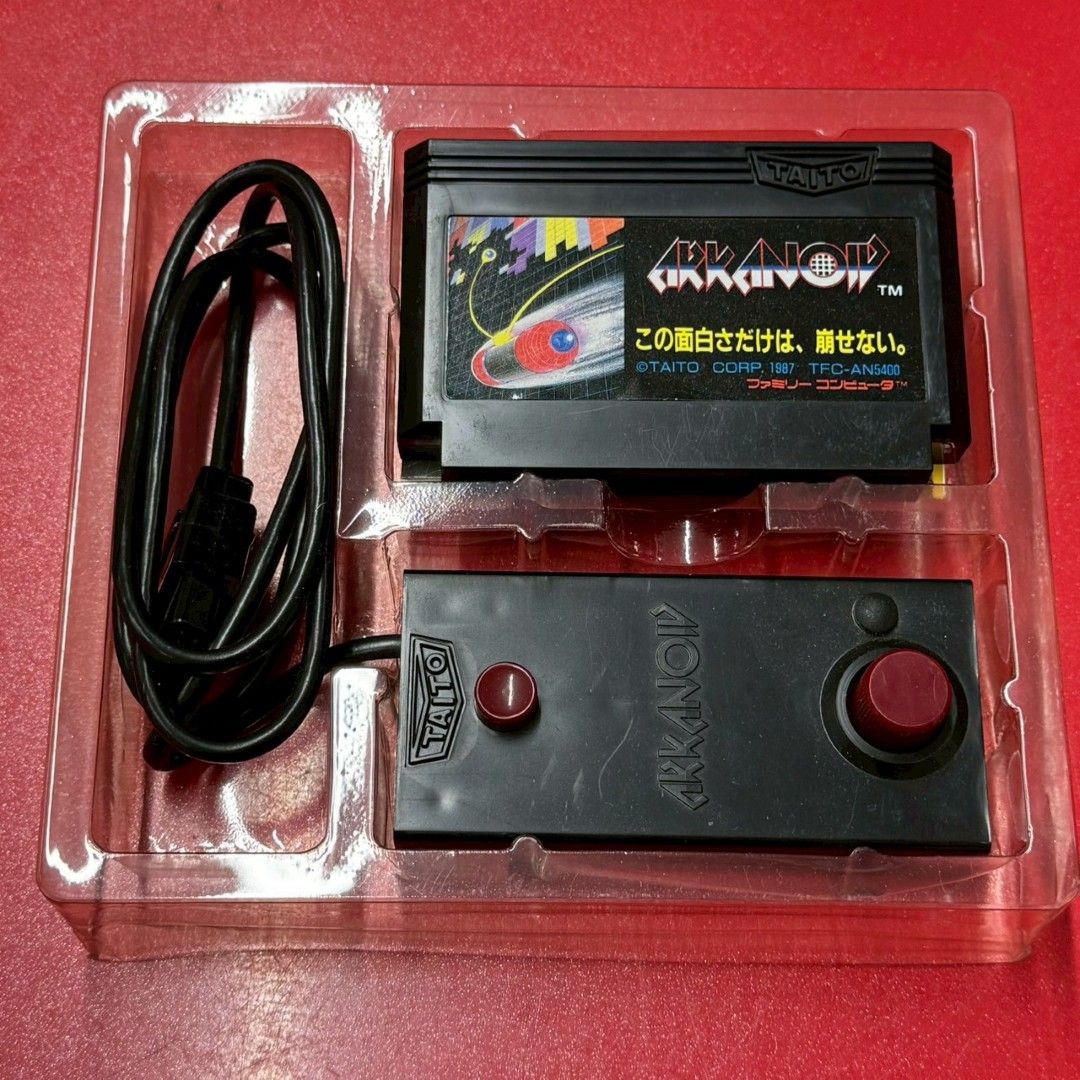 TAITO
ARKANOID TM
この面白さだけは、崩せない。
©TAITO CORP. 1987 TFC-AN5400
ファミリーコンピュータ™
TAITO
ARKANOID